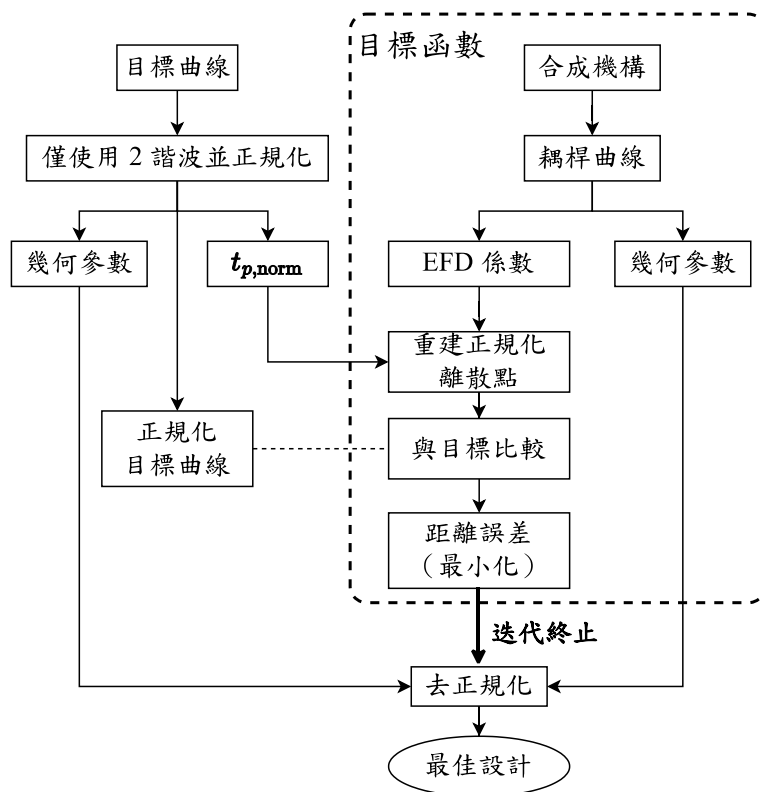 目標函數
目標曲線
合成機構
僅使用 2 諧波並正規化
耦桿曲線
幾何參數
t_{p,norm}
EFD 係數
幾何參數
重建正規化
離散點
正規化
目標曲線
與目標比較
距離誤差
（最小化）
迭代終止
去正規化
最佳設計